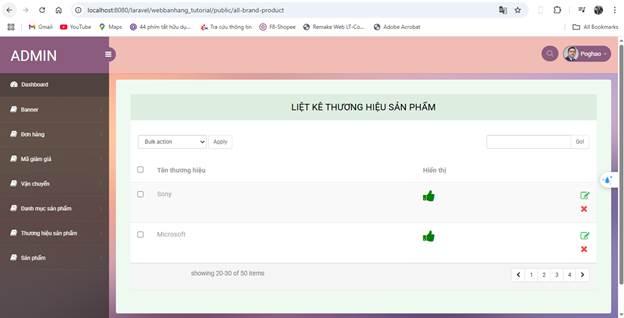 localhost:8080/laravel/webbanhang_tutorial/public/all-brand-product
Gmail YouTube Maps 44 phím tắt hữu dụ... Tra cứu thông tin F8-Shopee Remake Web LT-Co... Adobe Acrobat All Bookmarks
ADMIN
Poghao
Dashboard
Banner
Đơn hàng
Mã giảm giá
Vận chuyển
Danh mục sản phẩm
Thương hiệu sản phẩm
Sản phẩm
LIỆT KÊ THƯƠNG HIỆU SẢN PHẨM
Bulk action Apply Go!
Tên thương hiệu Hiển thị
Sony
Microsoft
showing 20-30 of 50 items 1 2 3 4